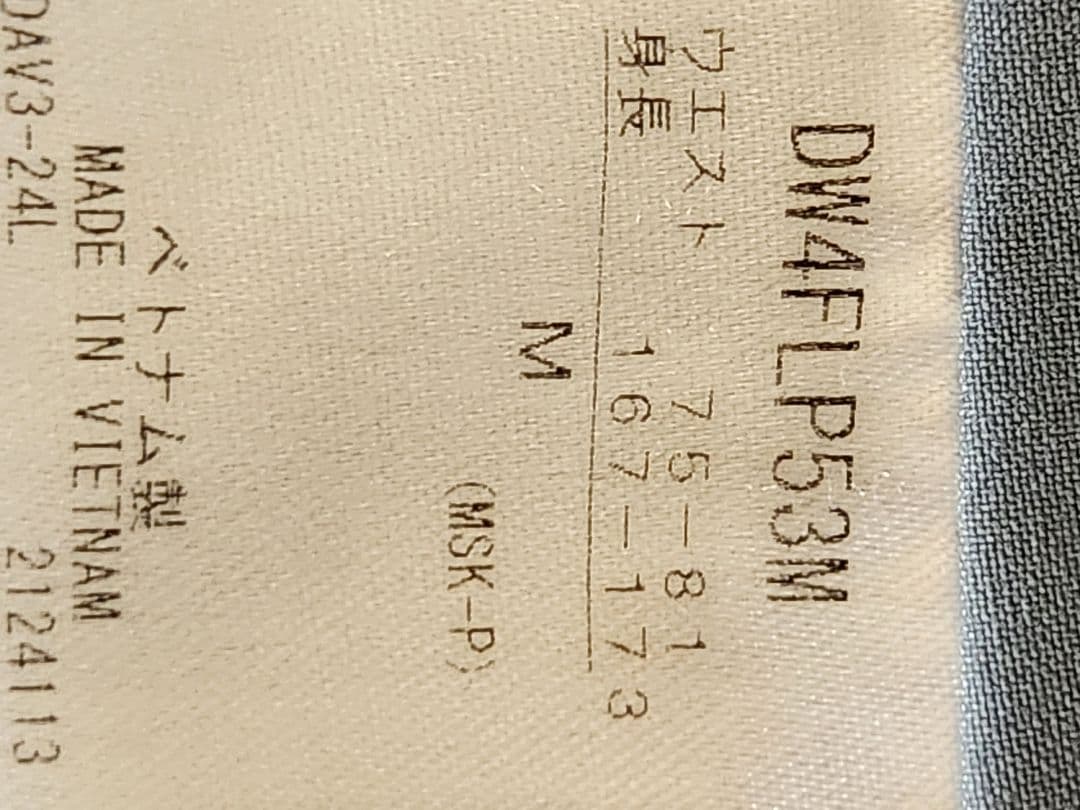 DW4FLP53M
ウエスト 75-81
身長 167-173
M
(MSK-P)
ベトナム製
MADE IN VIETNAM
DAV3-24L 2124113